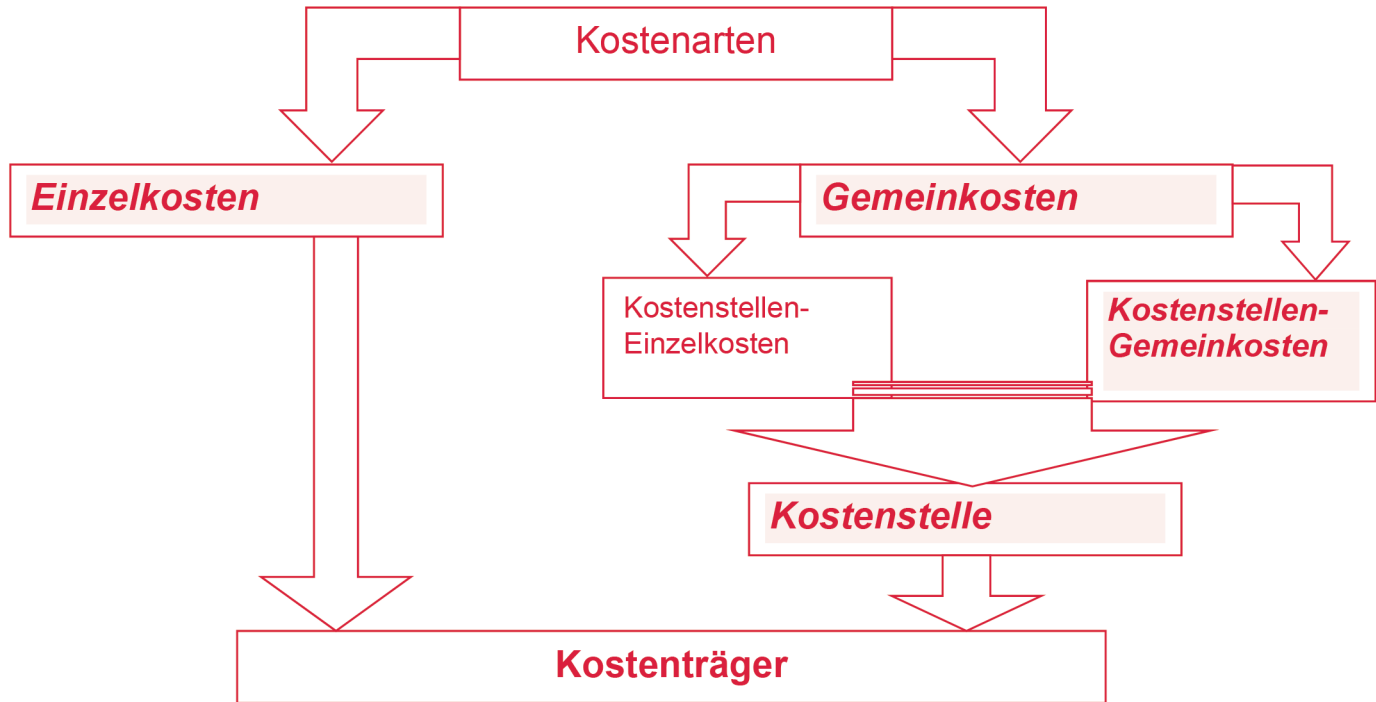 Kostenarten
Einzelkosten
Gemeinkosten
Kostenstellen-
Einzelkosten
Kostenstellen-
Gemeinkosten
Kostenstelle
Kostenträger